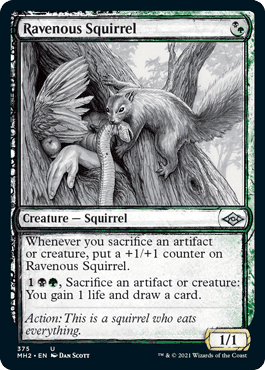 Ravenous Squirrel
Creature — Squirrel
Whenever you sacrifice an artifact
or creature, put a +1/+1 counter on
Ravenous Squirrel.
1, Sacrifice an artifact or creature:
You gain 1 life and draw a card.
Action: This is a squirrel who eats
everything.
1/1
375 U
MH2 • EN DAN SCOTT
™ & © 2021 Wizards of the Coast